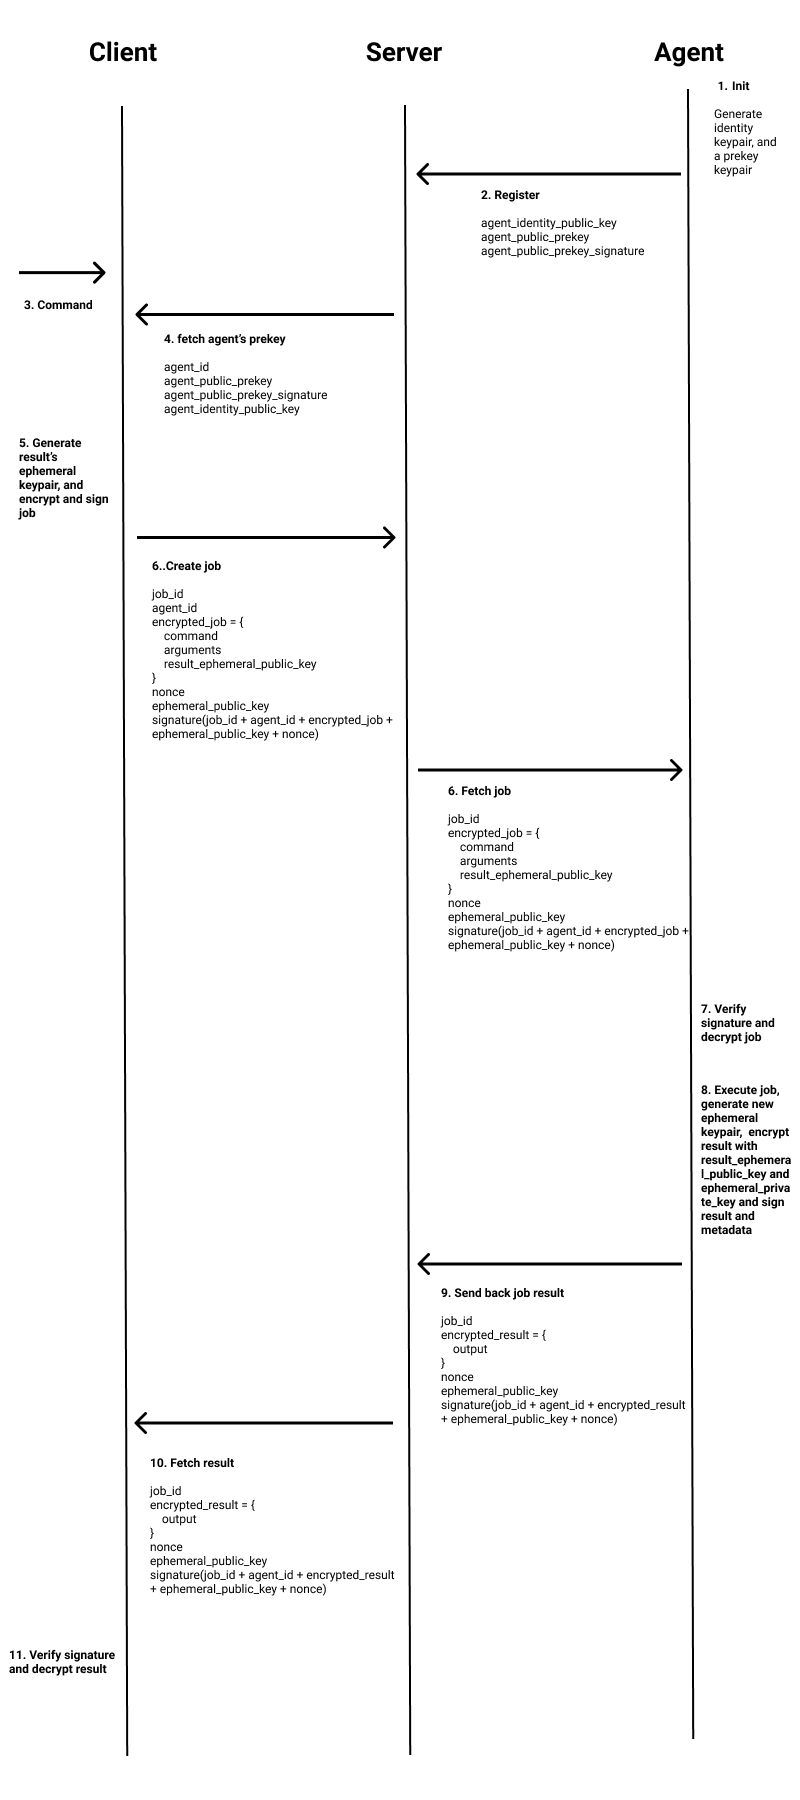 Client
Server
Agent
1. Init
Generate
identity
keypair, and
a prekey
keypair
2. Register
agent_identity_public_key
agent_public_prekey
agent_public_prekey_signature
3. Command
4. fetch agent's prekey
agent_id
agent_public_prekey
agent_public_prekey_signature
agent_identity_public_key
5. Generate
result's
ephemeral
keypair, and
encrypt and sign
job
6..Create job
job_id
agent_id
encrypted_job = {
command
arguments
result_ephemeral_public_key
}
nonce
ephemeral_public_key
signature(job_id + agent_id + encrypted_job +
ephemeral_public_key + nonce)
6. Fetch job
job_id
encrypted_job = {
command
arguments
result_ephemeral_public_key
}
nonce
ephemeral_public_key
signature(job_id + agent_id + encrypted_job +
ephemeral_public_key + nonce)
7. Verify
signature and
decrypt job
8. Execute job,
generate new
ephemeral
keypair,  encrypt
result with
result_ephemera
l_public_key and
ephemeral_priva
te_key and sign
result and
metadata
9. Send back job result
job_id
encrypted_result = {
output
}
nonce
ephemeral_public_key
signature(job_id + agent_id + encrypted_result
+ ephemeral_public_key + nonce)
10. Fetch result
job_id
encrypted_result = {
output
}
nonce
ephemeral_public_key
signature(job_id + agent_id + encrypted_result
+ ephemeral_public_key + nonce)
11. Verify signature
and decrypt result